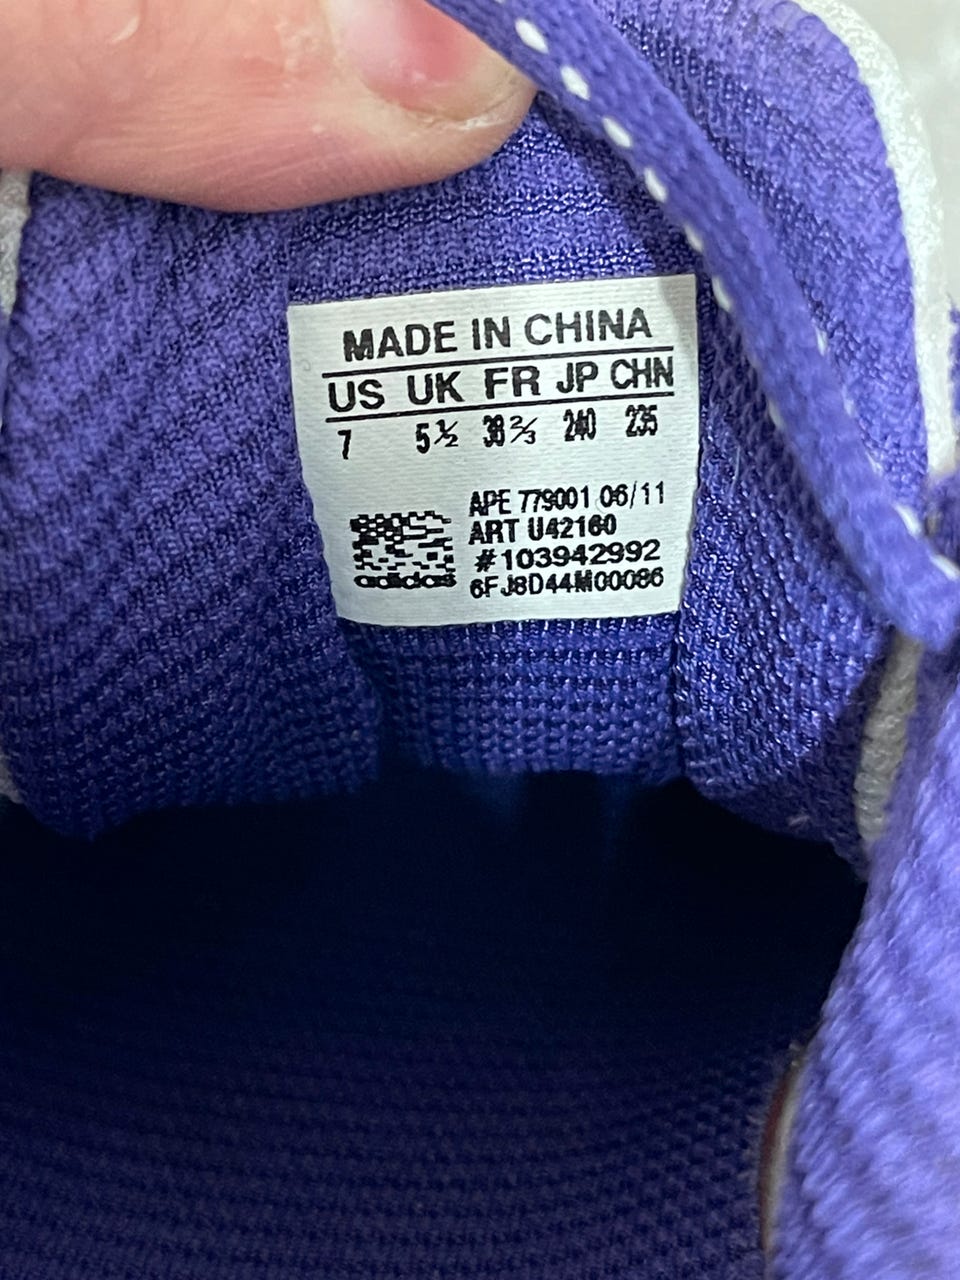 MADE IN CHINA
US UK FR JP CHN
7 5½ 38⅔ 240 235
APE 779001 06/11
ART U42160
#103942992
6FJ8D44M00086
adidas